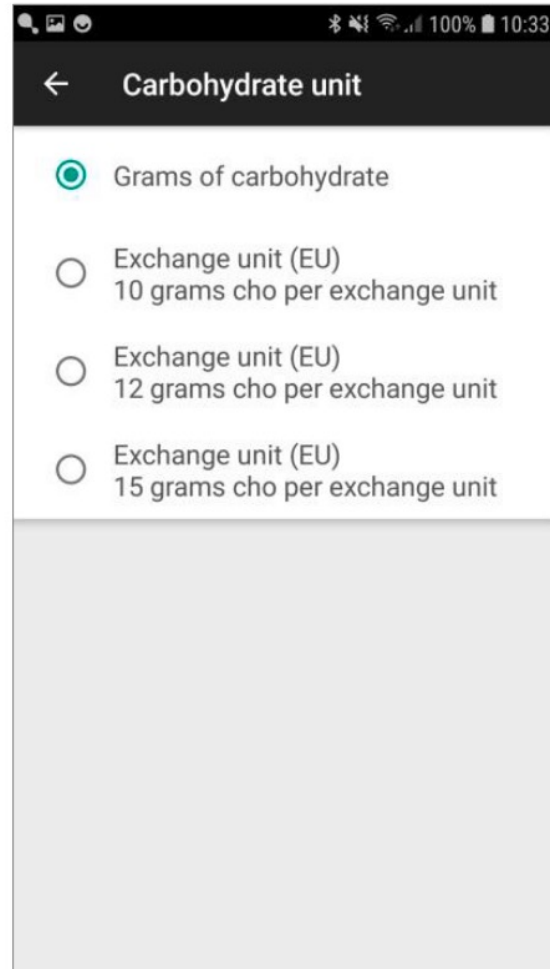 100% 10:33
Carbohydrate unit
Grams of carbohydrate
Exchange unit (EU)
10 grams cho per exchange unit
Exchange unit (EU)
12 grams cho per exchange unit
Exchange unit (EU)
15 grams cho per exchange unit